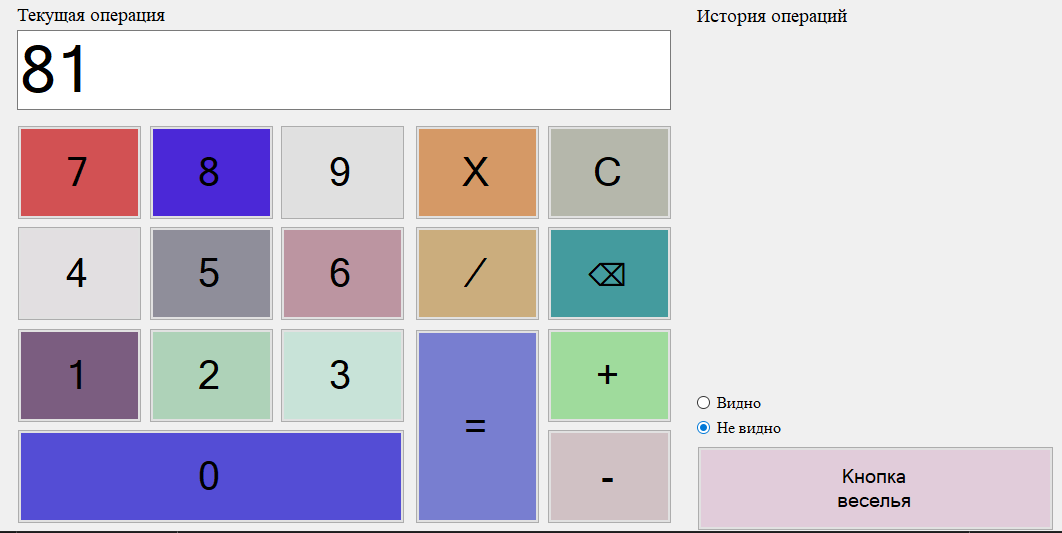 Текущая операция
История операций
81
7 8 9 X C
4 5 6 / ⌫
1 2 3 = +
0 -
Видно
Не видно
Кнопка
веселья